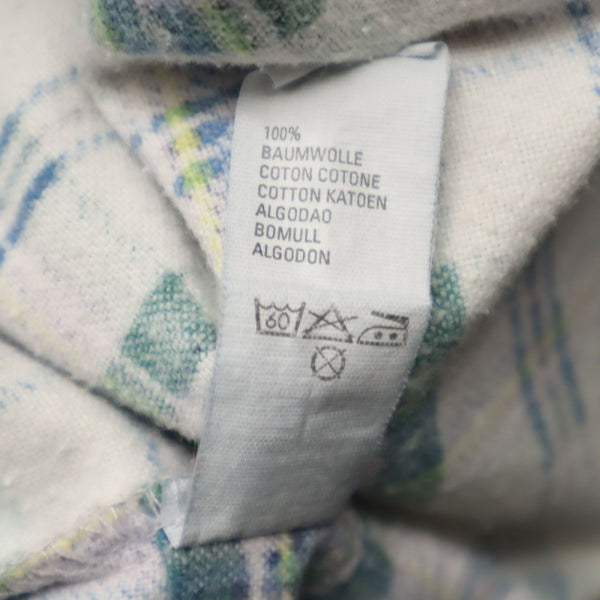 100%
BAUMWOLLE
COTON COTONE
COTTON KATOEN
ALGODAO
BOMULL
ALGODON
60